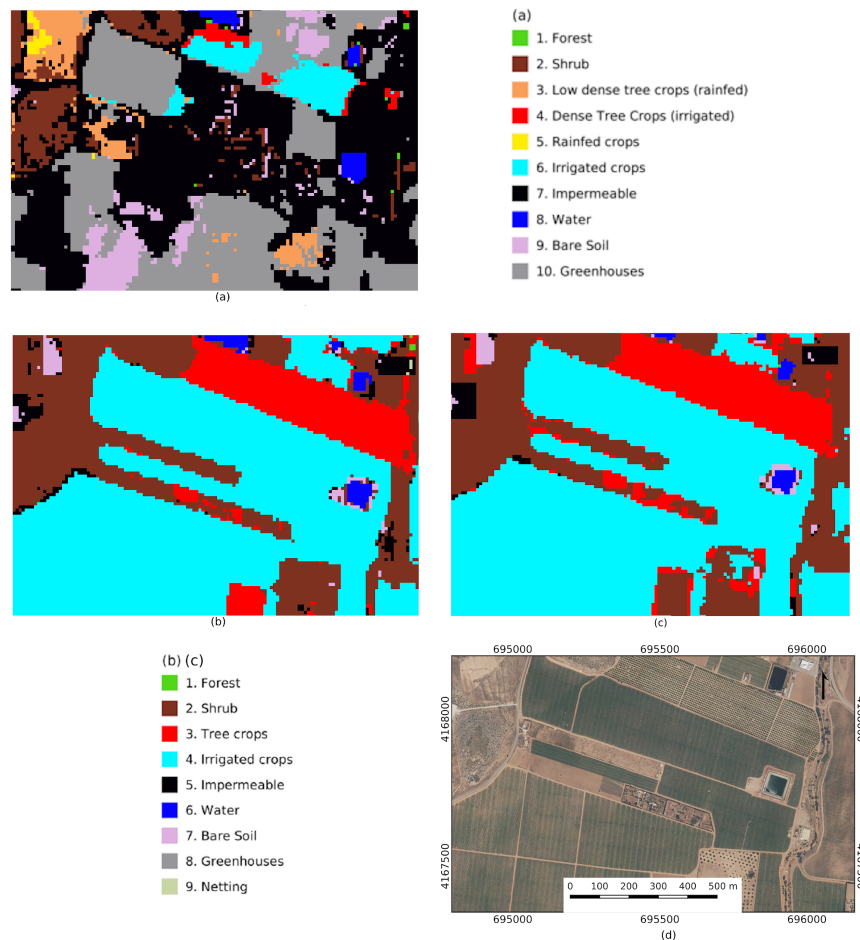 (a)
1. Forest
2. Shrub
3. Low dense tree crops (rainfed)
4. Dense Tree Crops (irrigated)
5. Rainfed crops
6. Irrigated crops
7. Impermeable
8. Water
9. Bare Soil
10. Greenhouses
(a)
(b)
(c)
(b) (c)
1. Forest
2. Shrub
3. Tree crops
4. Irrigated crops
5. Impermeable
6. Water
7. Bare Soil
8. Greenhouses
9. Netting
695000 695500 696000
4168000
4167500
0 100 200 300 400 500 m
695000 695500 696000
(d)